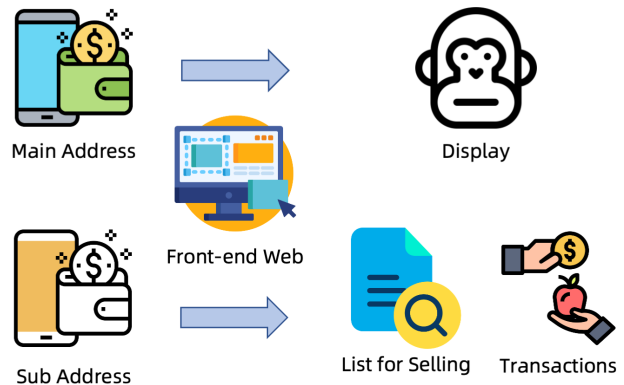 Main Address
Display
Front-end Web
Sub Address
List for Selling
Transactions